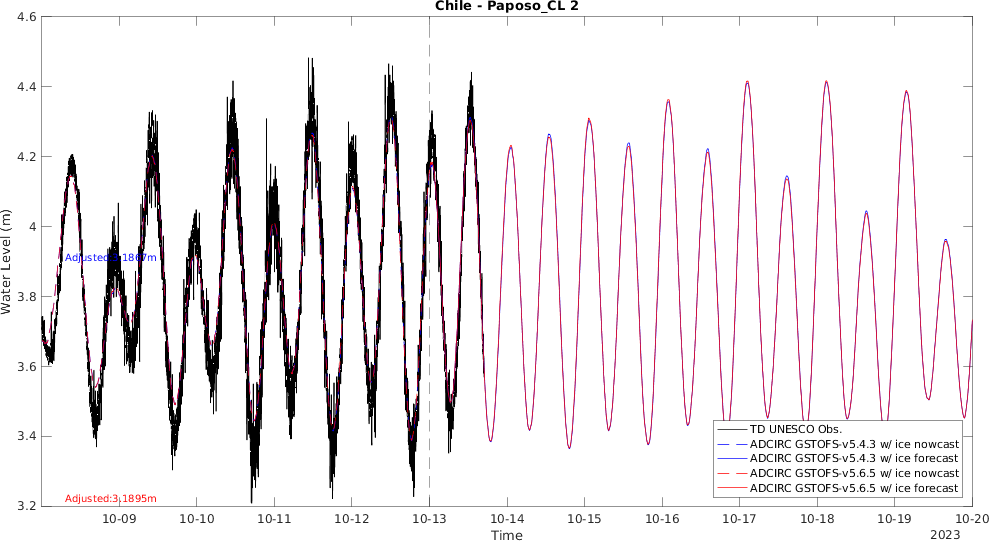 Chile - Paposo_CL 2
4.6
4.4
4.2
4
3.8
3.6
3.4
3.2
Water Level (m)
Adjusted:3.1867m
Adjusted:3.1895m
TD UNESCO Obs.
ADCIRC GSTOFS-v5.4.3 w/ ice nowcast
ADCIRC GSTOFS-v5.4.3 w/ ice forecast
ADCIRC GSTOFS-v5.6.5 w/ ice nowcast
ADCIRC GSTOFS-v5.6.5 w/ ice forecast
10-09 10-10 10-11 10-12 10-13 10-14 10-15 10-16 10-17 10-18 10-19 10-20
Time
2023